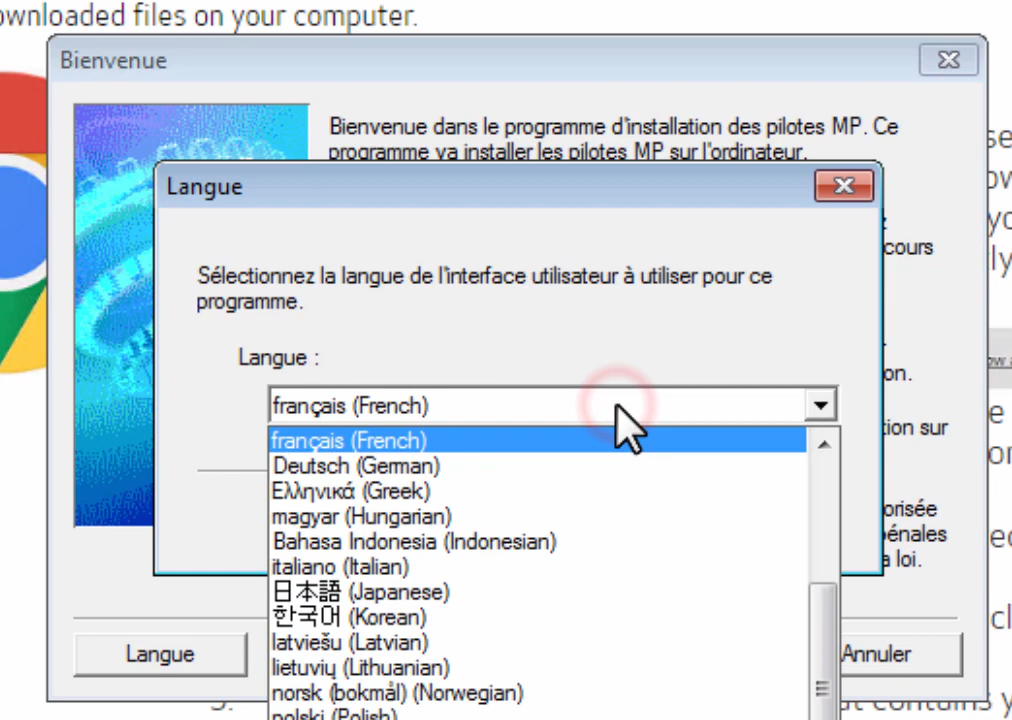 ownloaded files on your computer.
Bienvenue
Bienvenue dans le programme d'installation des pilotes MP. Ce
programme va installer les pilotes MP sur l'ordinateur.
Langue
cours
Sélectionnez la langue de l'interface utilisateur à utiliser pour ce
programme.
Langue :
on.
français (French)
tion sur
français (French)
Deutsch (German)
Ελληνικά (Greek)
magyar (Hungarian)
orisée
Bahasa Indonesia (Indonesian)
pénales
italiano (Italian)
a loi.
日本語 (Japanese)
한국어 (Korean)
latviešu (Latvian)
Langue
Annuler
lietuvių (Lithuanian)
norsk (bokmål) (Norwegian)
polski (Polish)